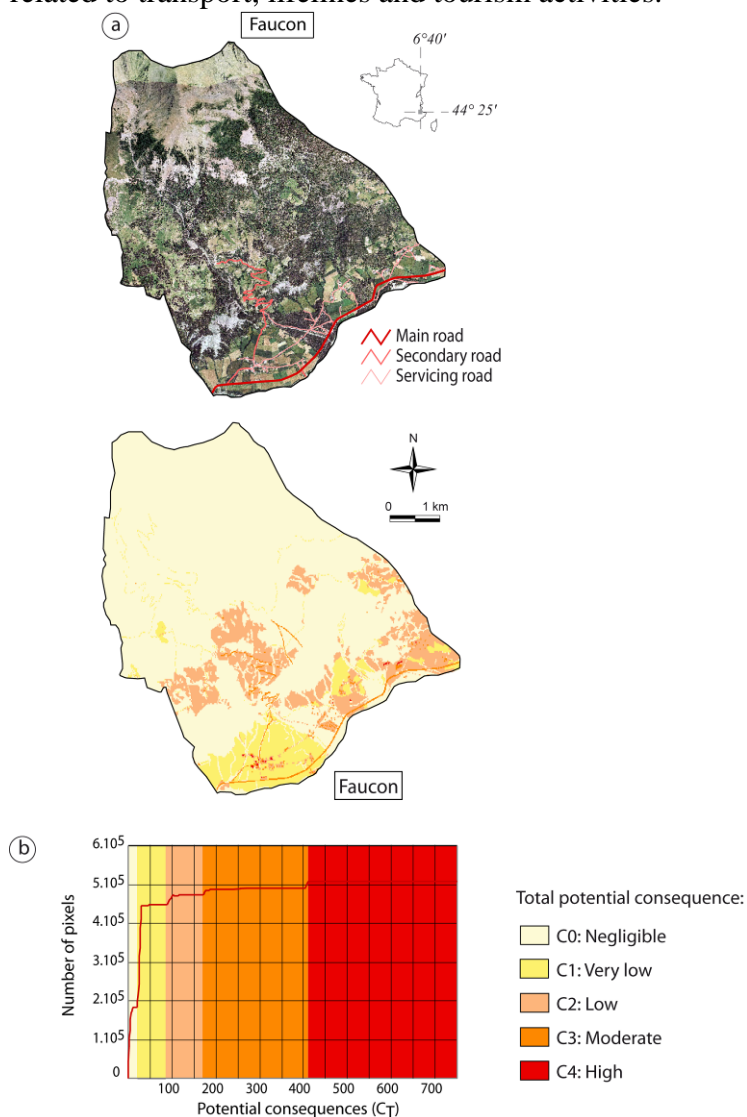 related to transport, lifelines and tourism activities.
a
Faucon
6°40'
44° 25'
Main road
Secondary road
Servicing road
N
0 1 km
Faucon
b
6.10⁵
5.10⁵
4.10⁵
3.10⁵
2.10⁵
1.10⁵
0
Number of pixels
100 200 300 400 500 600 700
Potential consequences (C_T)
Total potential consequence:
C0: Negligible
C1: Very low
C2: Low
C3: Moderate
C4: High